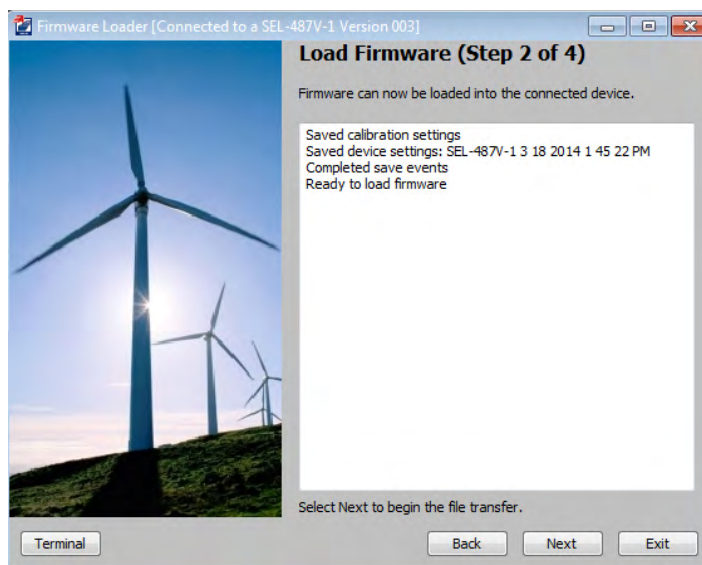 Firmware Loader [Connected to a SEL-487V-1 Version 003]
Load Firmware (Step 2 of 4)
Firmware can now be loaded into the connected device.
Saved calibration settings
Saved device settings: SEL-487V-1 3 18 2014 1 45 22 PM
Completed save events
Ready to load firmware
Select Next to begin the file transfer.
Terminal
Back
Next
Exit